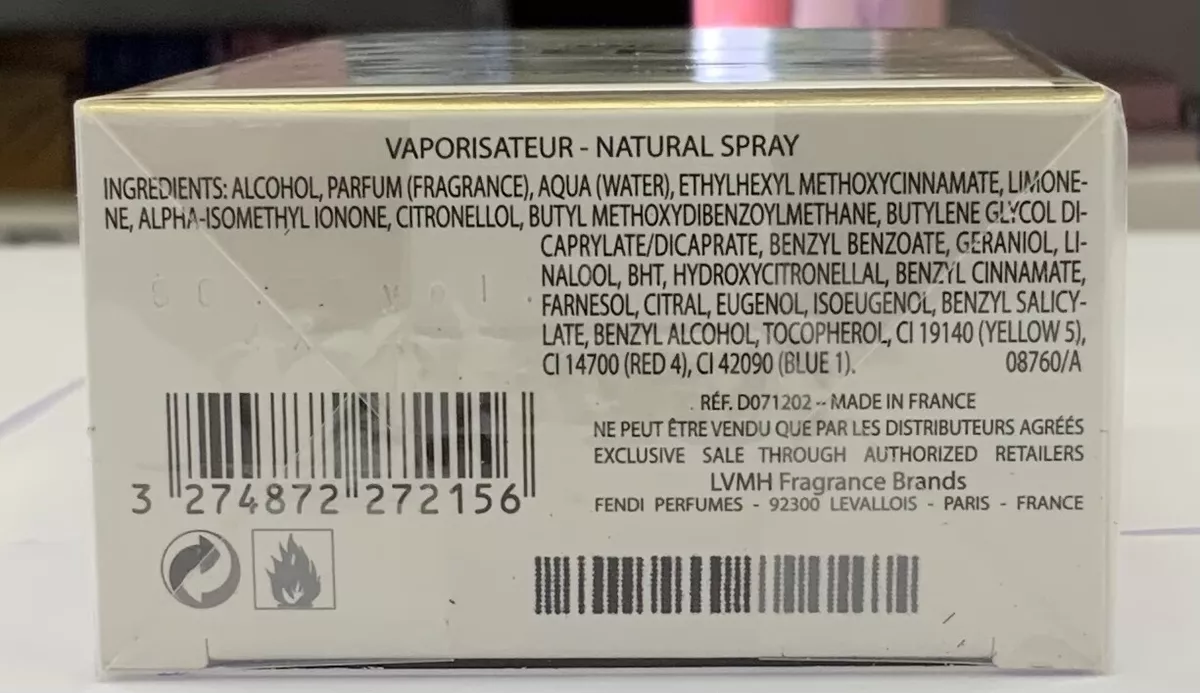 VAPORISATEUR - NATURAL SPRAY
INGREDIENTS: ALCOHOL, PARFUM (FRAGRANCE), AQUA (WATER), ETHYLHEXYL METHOXYCINNAMATE, LIMONE-
NE, ALPHA-ISOMETHYL IONONE, CITRONELLOL, BUTYL METHOXYDIBENZOYLMETHANE, BUTYLENE GLYCOL DI-
CAPRYLATE/DICAPRATE, BENZYL BENZOATE, GERANIOL, LI-
NALOOL, BHT, HYDROXYCITRONELLAL, BENZYL CINNAMATE,
FARNESOL, CITRAL, EUGENOL, ISOEUGENOL, BENZYL SALICY-
LATE, BENZYL ALCOHOL, TOCOPHEROL, CI 19140 (YELLOW 5),
CI 14700 (RED 4), CI 42090 (BLUE 1). 08760/A
RÉF. D071202 -- MADE IN FRANCE
NE PEUT ÊTRE VENDU QUE PAR LES DISTRIBUTEURS AGRÉÉS
EXCLUSIVE SALE THROUGH AUTHORIZED RETAILERS
LVMH Fragrance Brands
FENDI PERFUMES - 92300 LEVALLOIS - PARIS - FRANCE
3 274872 272156